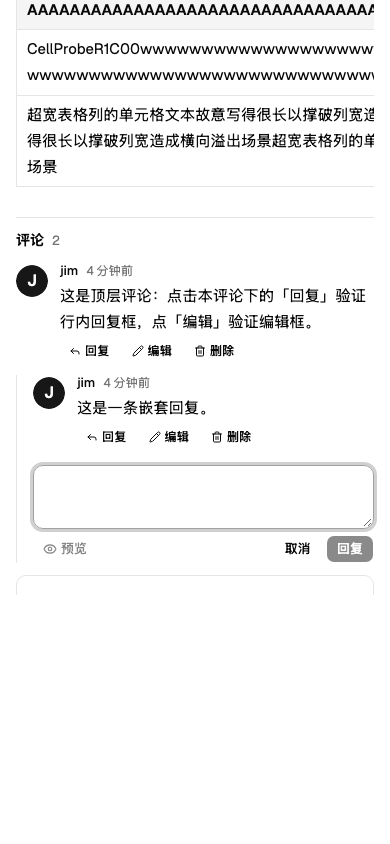 AAAAAAAAAAAAAAAAAAAAAAAAAAAAAAAAA
CellProbeR1C00wwwwwwwwwwwwwwwww
wwwwwwwwwwwwwwwwwwwwwwwww
超宽表格列的单元格文本故意写得很长以撑破列宽造
得很长以撑破列宽造成横向溢出场景超宽表格列的单
场景
评论 2
J
jim 4 分钟前
这是顶层评论：点击本评论下的「回复」验证
行内回复框，点「编辑」验证编辑框。
回复 编辑 删除
J
jim 4 分钟前
这是一条嵌套回复。
回复 编辑 删除
预览 取消 回复